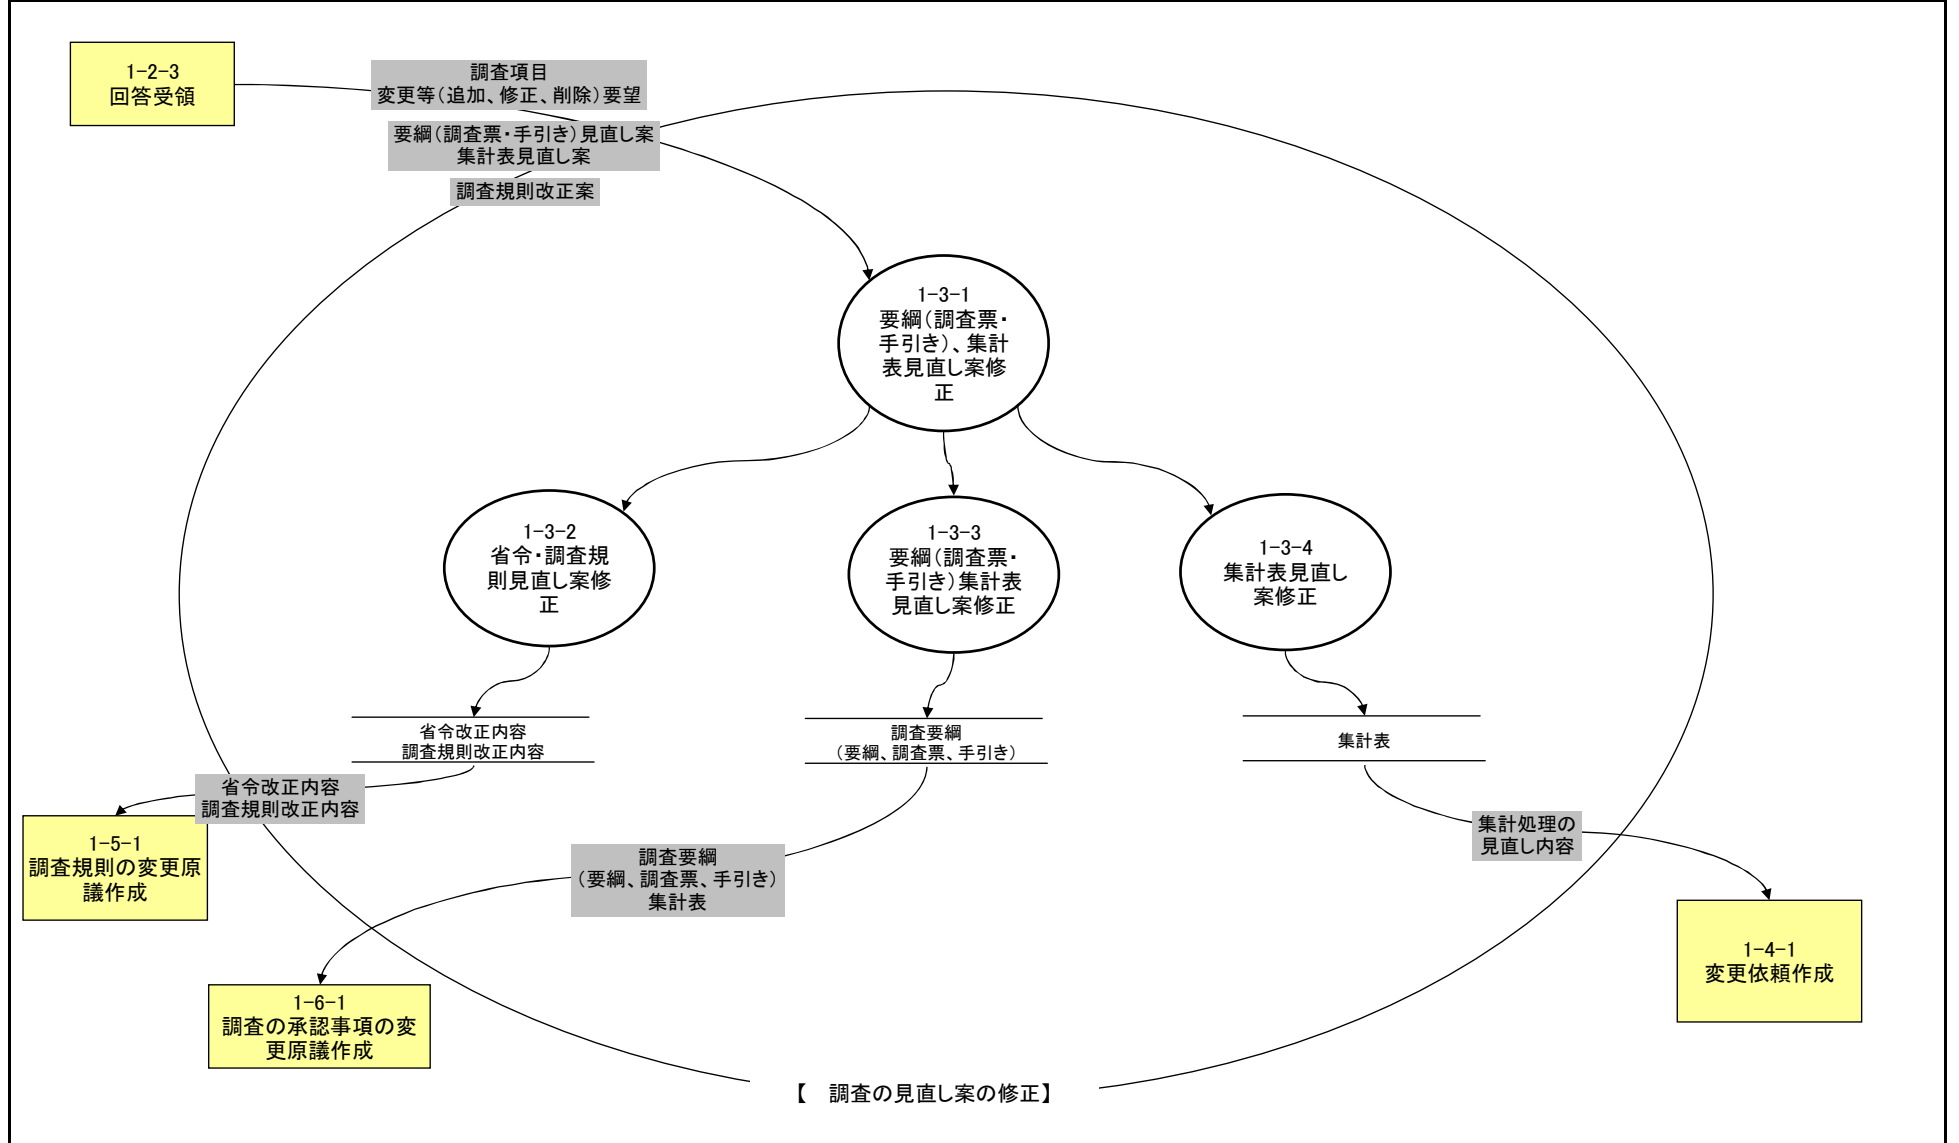 1-2-3
回答受領
調査項目
変更等(追加、修正、削除)要望
要綱(調査票・手引き)見直し案
集計表見直し案
調査規則改正案
1-3-1
要綱(調査票・
手引き)、集計
表見直し案修
正
1-3-2
省令・調査規
則見直し案修
正
1-3-3
要綱(調査票・
手引き)集計表
見直し案修正
1-3-4
集計表見直し
案修正
省令改正内容
調査規則改正内容
調査要綱
(要綱、調査票、手引き)
集計表
省令改正内容
調査規則改正内容
1-5-1
調査規則の変更原
議作成
調査要綱
(要綱、調査票、手引き)
集計表
集計処理の
見直し内容
1-4-1
変更依頼作成
1-6-1
調査の承認事項の変
更原議作成
【 調査の見直し案の修正】